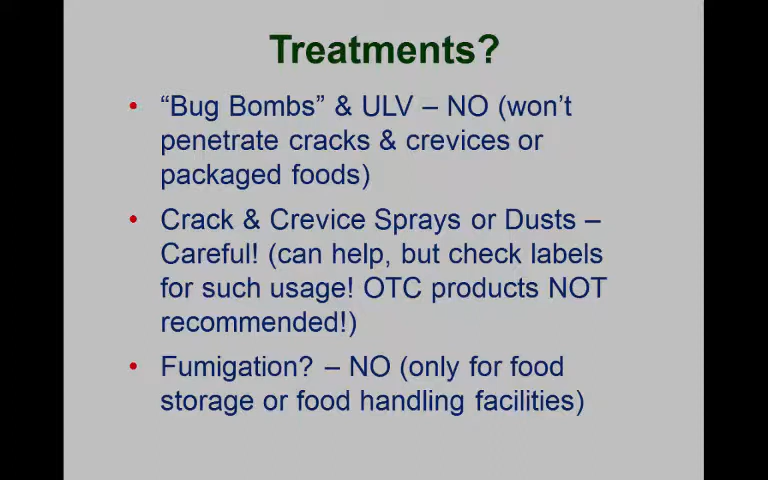 Treatments?
• “Bug Bombs” & ULV – NO (won’t
penetrate cracks & crevices or
packaged foods)
• Crack & Crevice Sprays or Dusts –
Careful! (can help, but check labels
for such usage! OTC products NOT
recommended!)
• Fumigation? – NO (only for food
storage or food handling facilities)